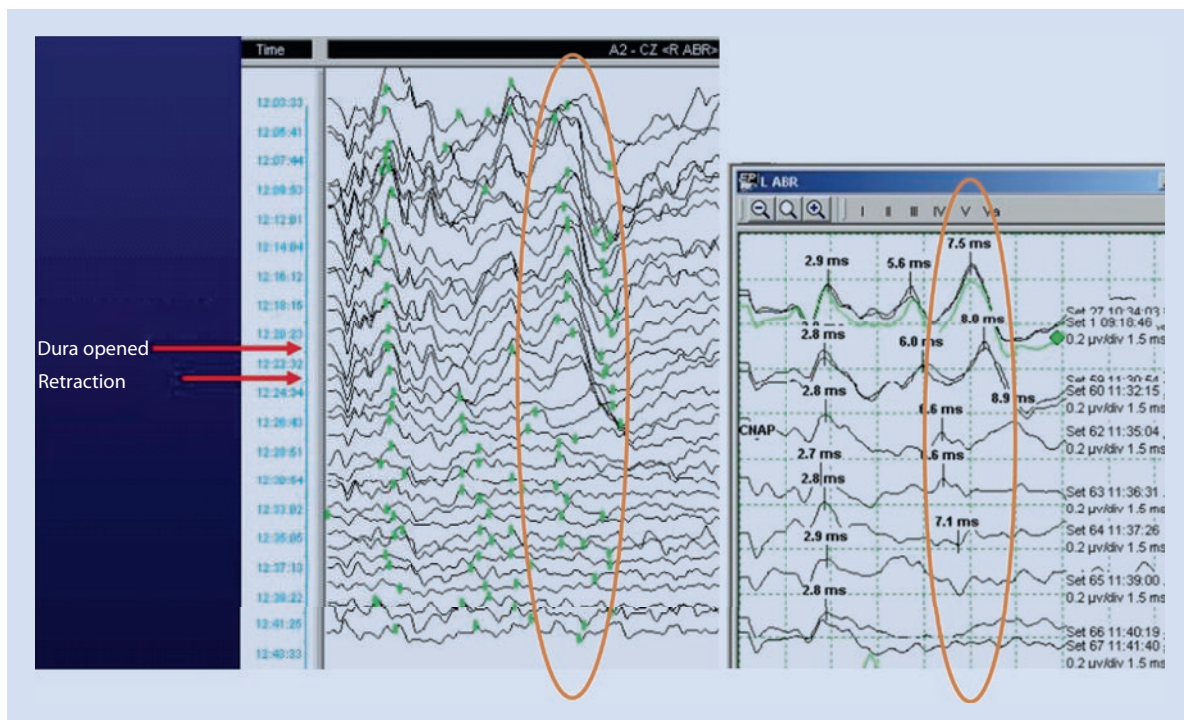 Time
A2 - CZ <R ABR>
12:03:33
12:05:41
12:07:44
12:09:53
12:12:01
12:14:04
12:16:12
12:18:15
12:20:23
Dura opened
12:22:32
Retraction
12:24:34
12:26:43
12:28:51
12:30:54
12:33:02
12:35:05
12:37:13
12:39:22
12:41:25
12:43:33
L ABR
I II III IV V Va
7.5 ms
2.9 ms 5.6 ms
Set 27 10:34:03
Set 1 09:18:46
8.0 ms
0.2 µv/div 1.5 ms
2.8 ms 6.0 ms
Set 59 11:30:54
Set 60 11:32:15
2.8 ms 8.9 ms
0.2 µv/div 1.5 ms
6.6 ms
CNAP
Set 62 11:35:04
0.2 µv/div 1.5 ms
2.7 ms 6.6 ms
2.8 ms
Set 63 11:36:31
0.2 µv/div 1.5 ms
7.1 ms
Set 64 11:37:26
2.9 ms
0.2 µv/div 1.5 ms
Set 65 11:39:00
2.8 ms
0.2 µv/div 1.5 ms
Set 66 11:40:19
Set 67 11:41:40
0.2 µv/div 1.5 ms